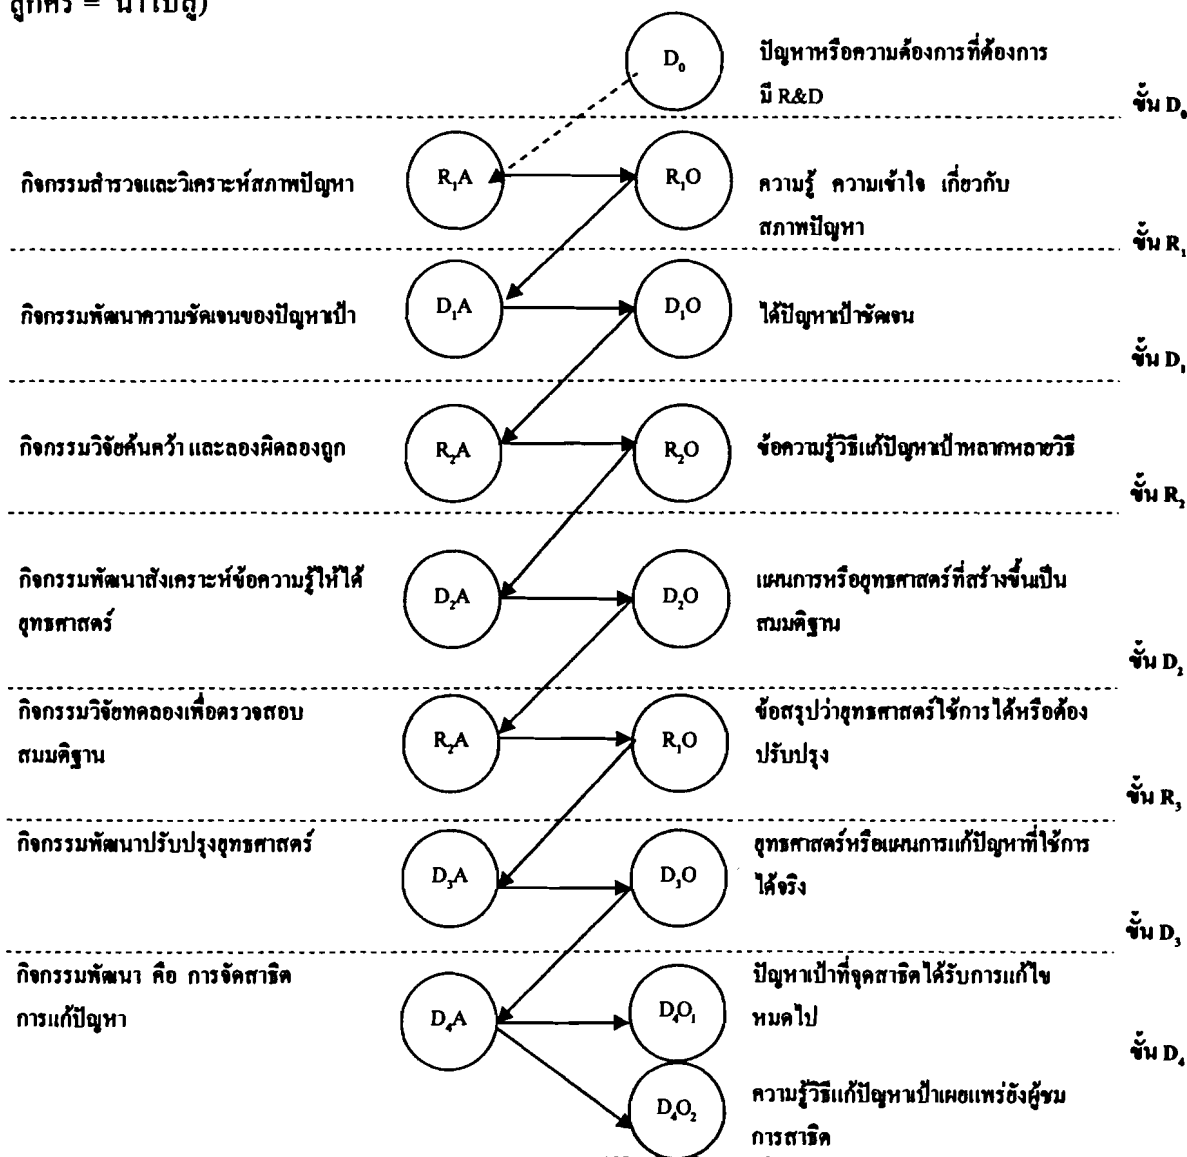 ลูกศร = นำไปสู่)
D₀
ปัญหาหรือความต้องการที่ต้องการ
มี R&D
ขั้น D₀
กิจกรรมสำรวจและวิเคราะห์สภาพปัญหา
R₁A
R₁O
ความรู้ ความเข้าใจ เกี่ยวกับ
สภาพปัญหา
ขั้น R₁
กิจกรรมพัฒนาความชัดเจนของปัญหาเป้า
D₁A
D₁O
ได้ปัญหาเป้าชัดเจน
ขั้น D₁
กิจกรรมวิจัยค้นคว้า และลองผิดลองถูก
R₂A
R₂O
ข้อความรู้วิธีแก้ปัญหาเป้าหลากหลายวิธี
ขั้น R₂
กิจกรรมพัฒนาสังเคราะห์ข้อความรู้ให้ได้
ยุทธศาสตร์
D₂A
D₂O
แผนการหรือยุทธศาสตร์ที่สร้างขึ้นเป็น
สมมติฐาน
ขั้น D₂
กิจกรรมวิจัยทดลองเพื่อตรวจสอบ
สมมติฐาน
R₂A
R₁O
ข้อสรุปว่ายุทธศาสตร์ใช้การได้หรือต้อง
ปรับปรุง
ขั้น R₃
กิจกรรมพัฒนาปรับปรุงยุทธศาสตร์
D₃A
D₃O
ยุทธศาสตร์หรือแผนการแก้ปัญหาที่ใช้การ
ได้จริง
ขั้น D₃
กิจกรรมพัฒนา คือ การจัดสาธิต
การแก้ปัญหา
D₄A
D₄O₁
ปัญหาเป้าที่จุดสาธิตได้รับการแก้ไข
หมดไป
ขั้น D₄
D₄O₂
ความรู้วิธีแก้ปัญหาเป้าเผยแพร่ยังผู้ชม
การสาธิต